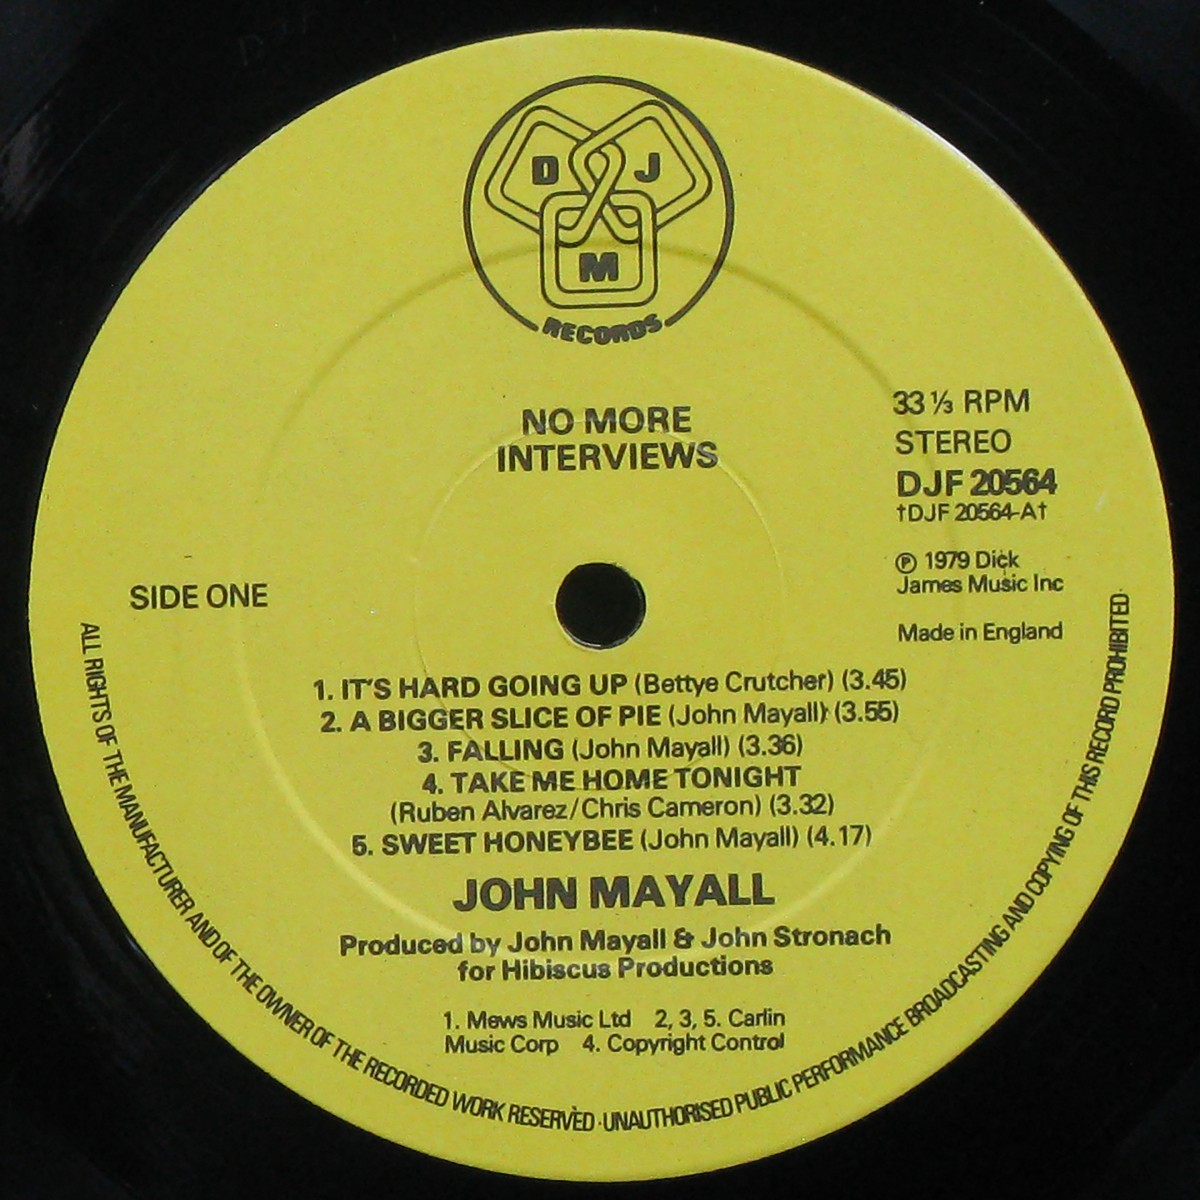 D J
M
RECORDS
NO MORE
INTERVIEWS
33 ⅓ RPM
STEREO
DJF 20564
†DJF 20564-A†
℗ 1979 Dick
James Music Inc
Made in England
SIDE ONE
1. IT'S HARD GOING UP (Bettye Crutcher) (3.45)
2. A BIGGER SLICE OF PIE (John Mayall) (3.55)
3. FALLING (John Mayall) (3.36)
4. TAKE ME HOME TONIGHT
(Ruben Alvarez/Chris Cameron) (3.32)
5. SWEET HONEYBEE (John Mayall) (4.17)
JOHN MAYALL
Produced by John Mayall & John Stronach
for Hibiscus Productions
1. Mews Music Ltd 2, 3, 5. Carlin
Music Corp 4. Copyright Control
ALL RIGHTS OF THE MANUFACTURER AND OF THE OWNER OF THE RECORDED WORK RESERVED · UNAUTHORISED PUBLIC PERFORMANCE BROADCASTING AND COPYING OF THIS RECORD PROHIBITED ·